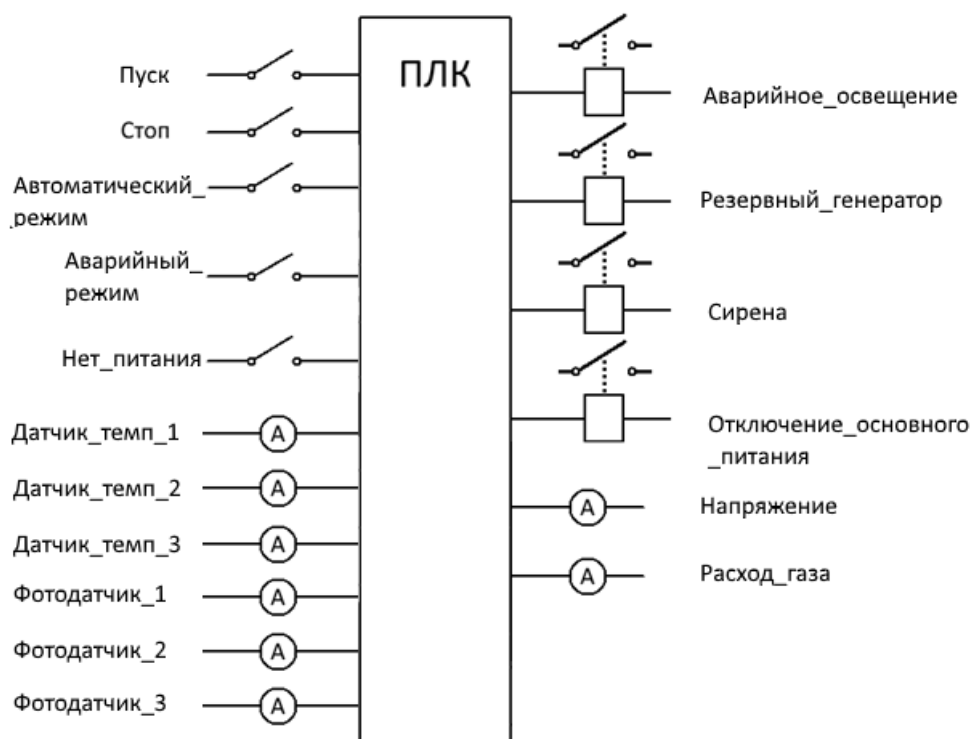 ПЛК
Пуск
Стоп
Автоматический_
режим
Аварийный_
режим
Нет_питания
Датчик_темп_1
A
Датчик_темп_2
A
Датчик_темп_3
A
Фотодатчик_1
A
Фотодатчик_2
A
Фотодатчик_3
A
Аварийное_освещение
Резервный_генератор
Сирена
Отключение_основного
_питания
A
Напряжение
A
Расход_газа